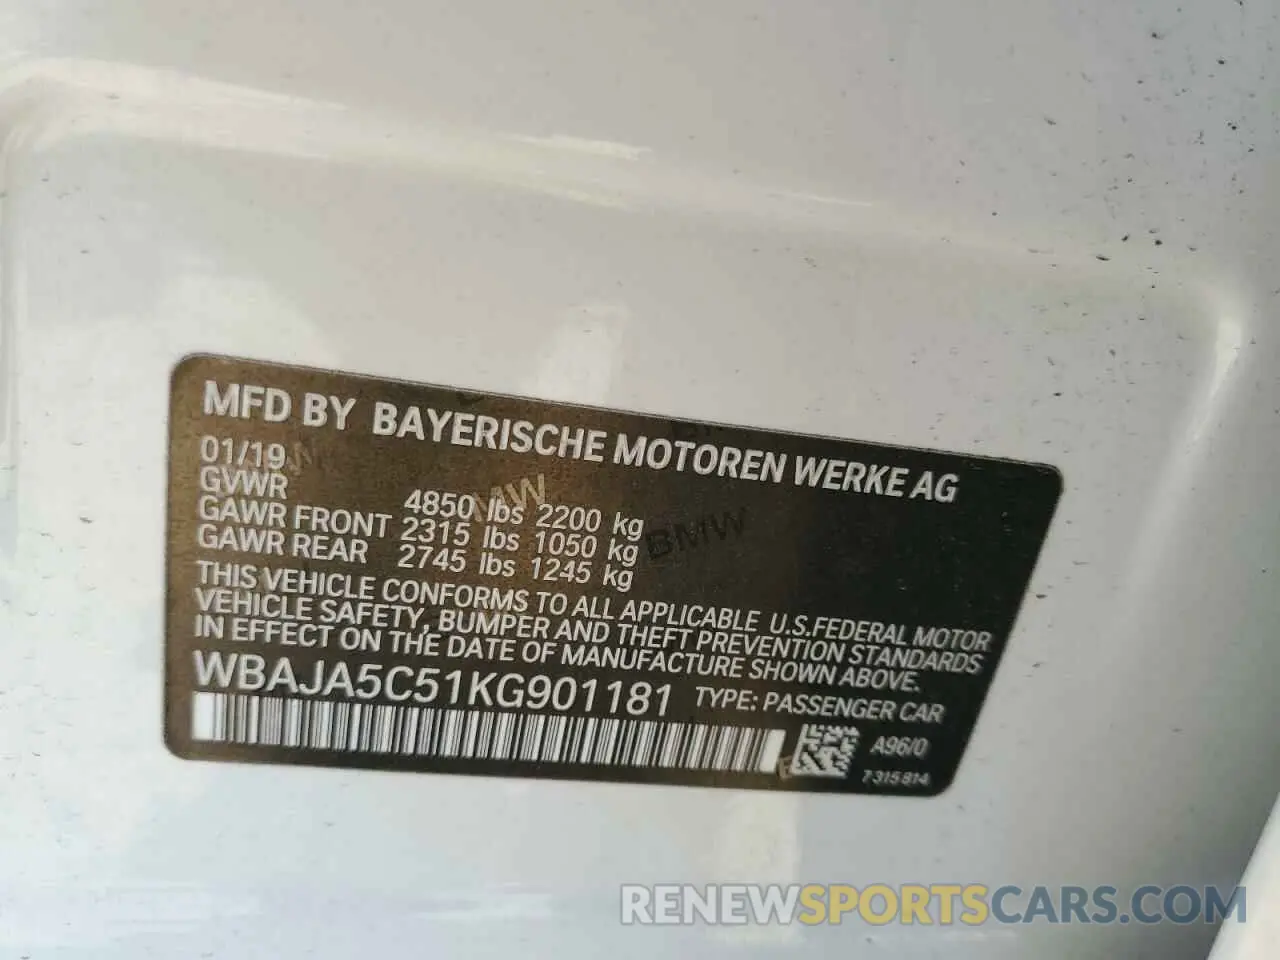 MFD BY BAYERISCHE MOTOREN WERKE AG
01/19
GVWR 4850 lbs 2200 kg
GAWR FRONT 2315 lbs 1050 kg
GAWR REAR 2745 lbs 1245 kg
THIS VEHICLE CONFORMS TO ALL APPLICABLE U.S.FEDERAL MOTOR
VEHICLE SAFETY, BUMPER AND THEFT PREVENTION STANDARDS
IN EFFECT ON THE DATE OF MANUFACTURE SHOWN ABOVE.
WBAJA5C51KG901181 TYPE: PASSENGER CAR
A96/0
7 315 814
BMW
RENEWSPORTSCARS.COM